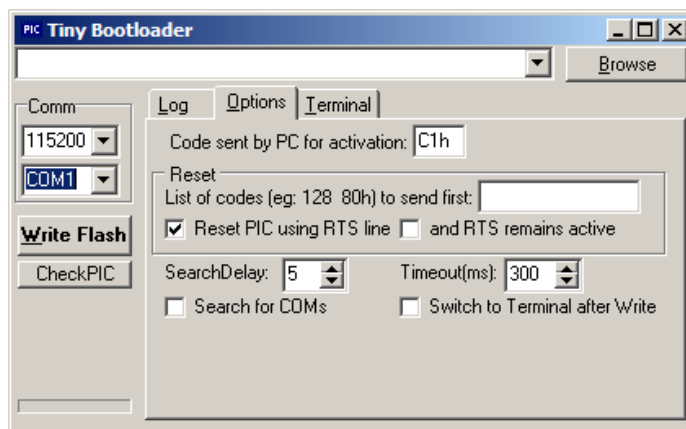 PIC Tiny Bootloader
Browse
Comm
115200
COM1
Write Flash
CheckPIC
Log Options Terminal
Code sent by PC for activation: C1h
Reset
List of codes (eg: 128 80h) to send first:
Reset PIC using RTS line and RTS remains active
SearchDelay: 5 Timeout(ms): 300
Search for COMs Switch to Terminal after Write